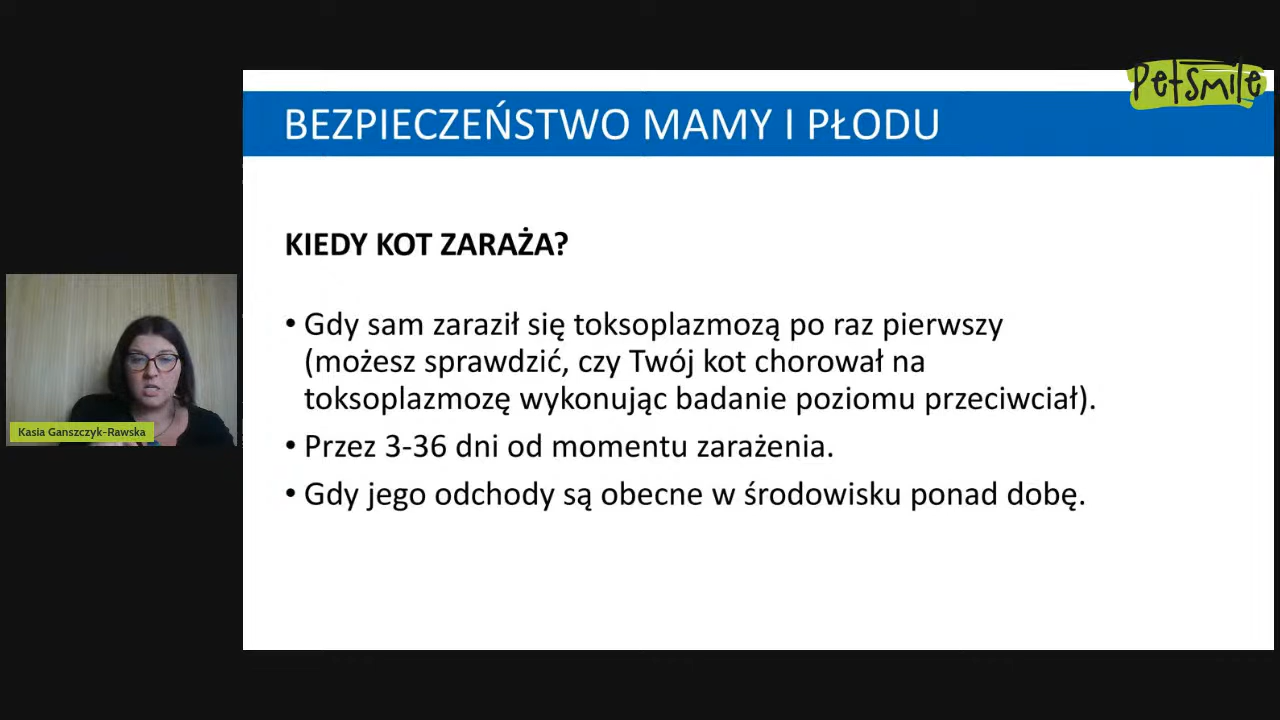 PetSmile
BEZPIECZEŃSTWO MAMY I PŁODU
KIEDY KOT ZARAŻA?
• Gdy sam zaraził się toksoplazmozą po raz pierwszy
(możesz sprawdzić, czy Twój kot chorował na
toksoplazmozę wykonując badanie poziomu przeciwciał).
• Przez 3-36 dni od momentu zarażenia.
• Gdy jego odchody są obecne w środowisku ponad dobę.
Kasia Ganszczyk-Rawska